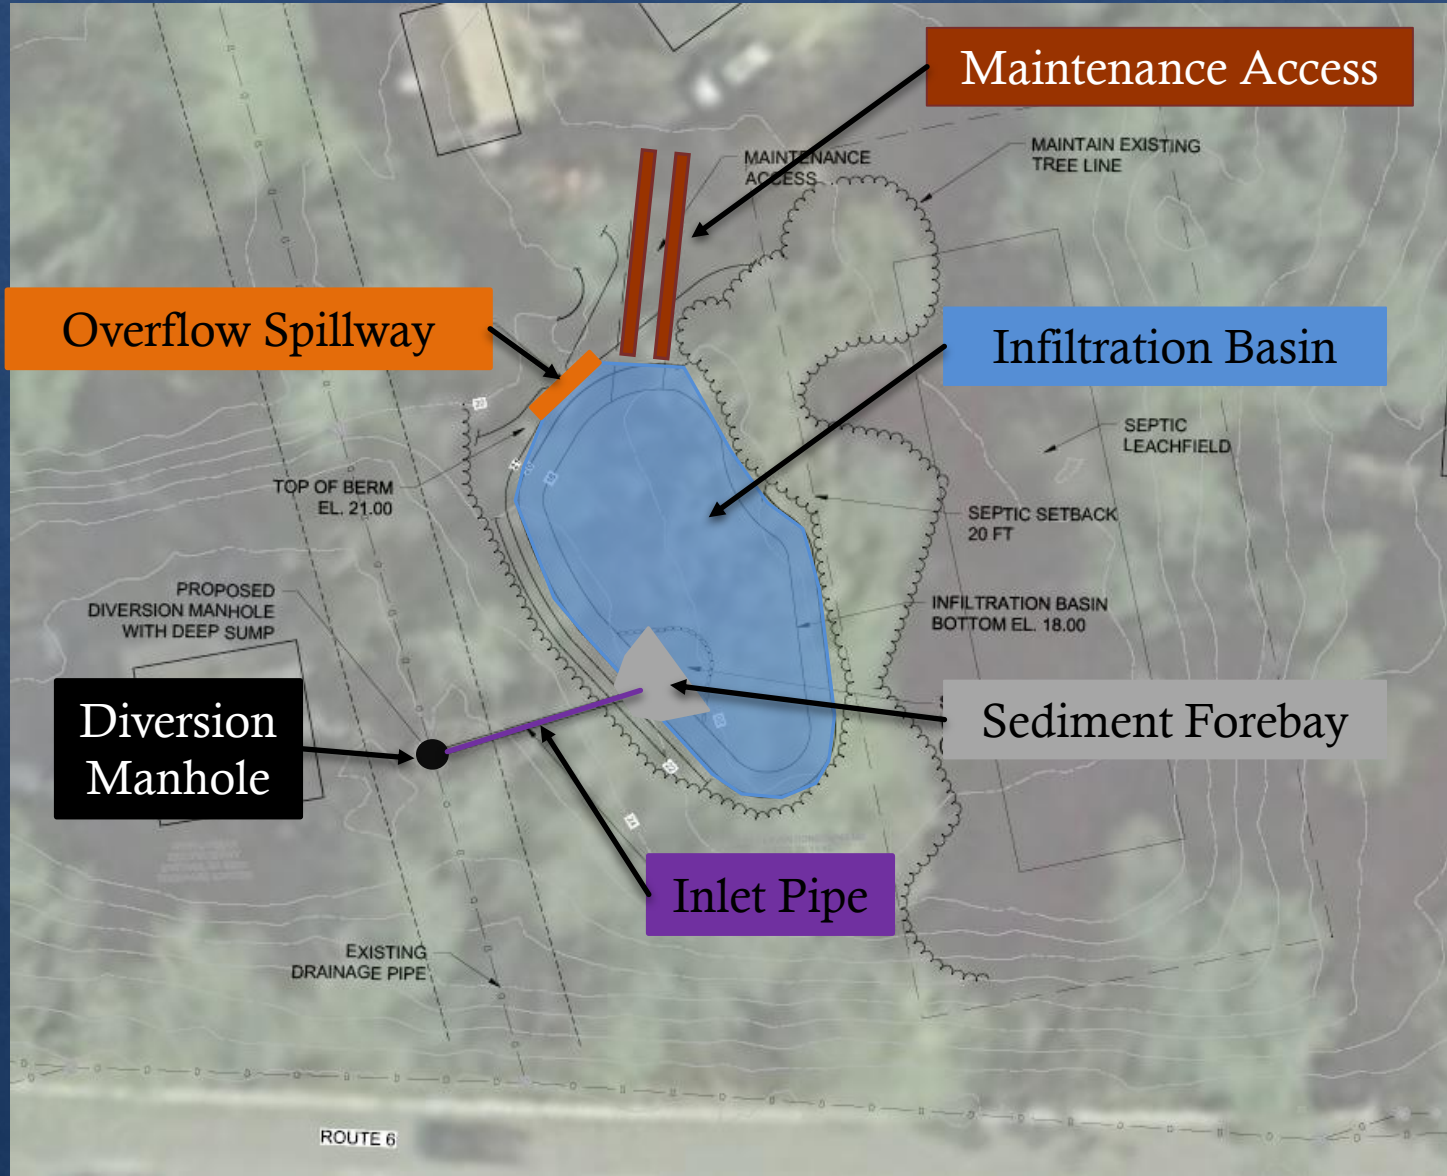 Maintenance Access
MAINTENANCE
ACCESS
MAINTAIN EXISTING
TREE LINE
Overflow Spillway
Infiltration Basin
20
SEPTIC
LEACHFIELD
TOP OF BERM
EL. 21.00
SEPTIC SETBACK
20 FT
PROPOSED
DIVERSION MANHOLE
WITH DEEP SUMP
INFILTRATION BASIN
BOTTOM EL. 18.00
Diversion
Manhole
Sediment Forebay
Inlet Pipe
EXISTING
DRAINAGE PIPE
ROUTE 6